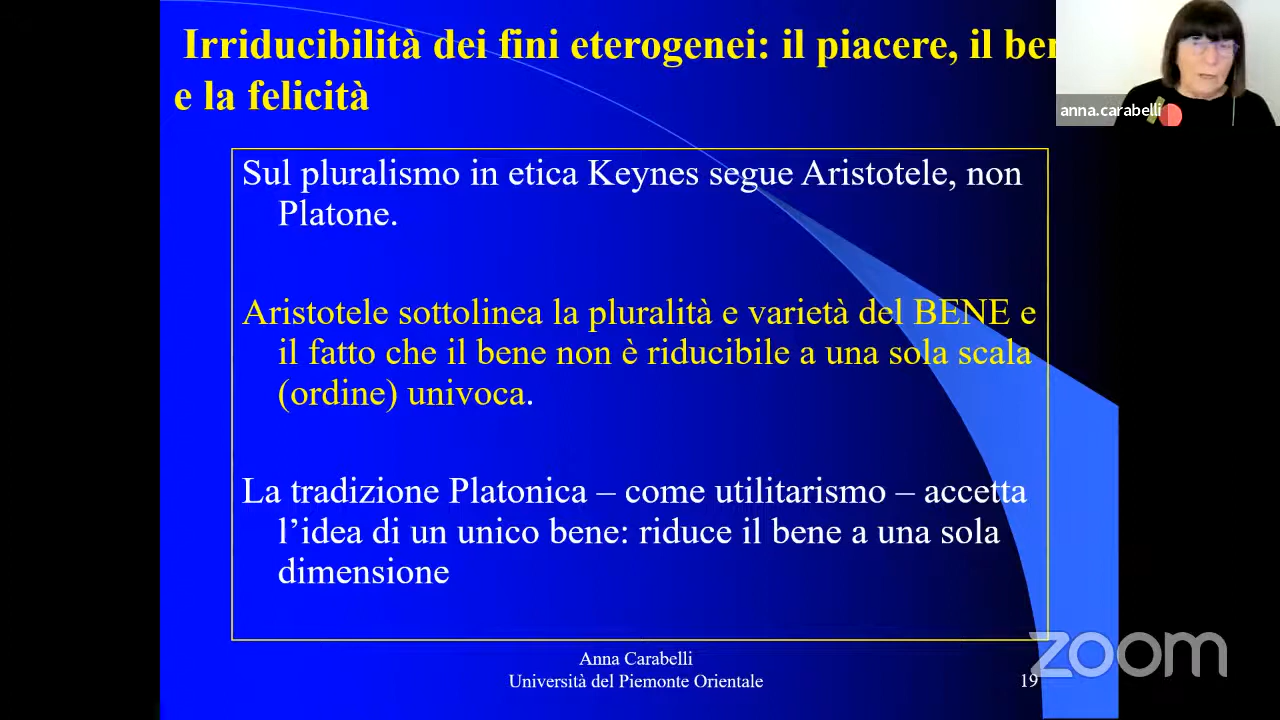 Irriducibilità dei fini eterogenei: il piacere, il
e la felicità
anna.carabelli
Sul pluralismo in etica Keynes segue Aristotele, non
Platone.
Aristotele sottolinea la pluralità e varietà del BENE e
il fatto che il bene non è riducibile a una sola scala
(ordine) univoca.
La tradizione Platonica – come utilitarismo – accetta
l’idea di un unico bene: riduce il bene a una sola
dimensione
Anna Carabelli
Università del Piemonte Orientale
19
zoom